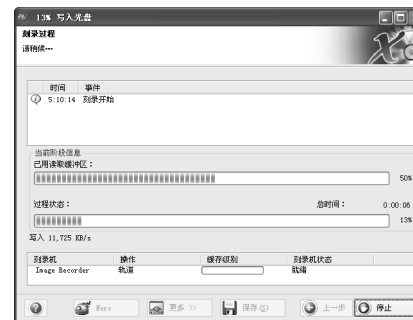 13% 写入光盘
刻录过程
请稍候...
时间 事件
5:10:14 刻录开始
当前阶段信息
已用读取缓冲区：
50%
过程状态： 总时间： 0:00:06
13%
写入 11,725 KB/s
刻录机 操作 缓存级别 刻录机状态
Image Recorder 轨道 就绪
Nero 更多 >> 保存(S) 上一步 停止